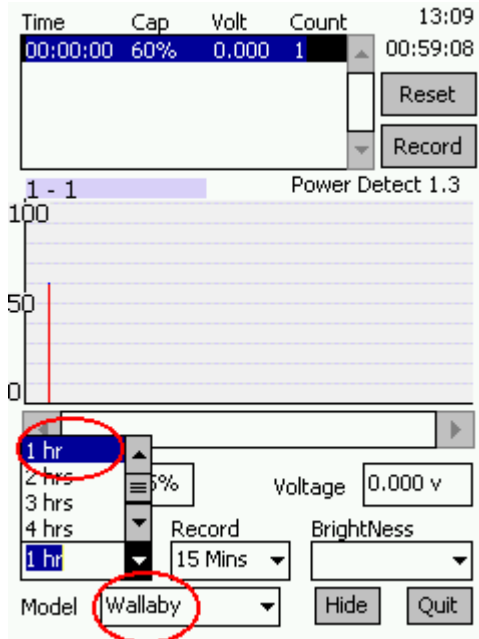 Time Cap Volt Count 13:09
00:00:00 60% 0.000 1 00:59:08
Reset
Record
1 - 1 Power Detect 1.3
100
50
0
1 hr
2 hrs 5% Voltage 0.000 v
3 hrs
4 hrs Record BrightNess
1 hr 15 Mins
Model Wallaby Hide Quit